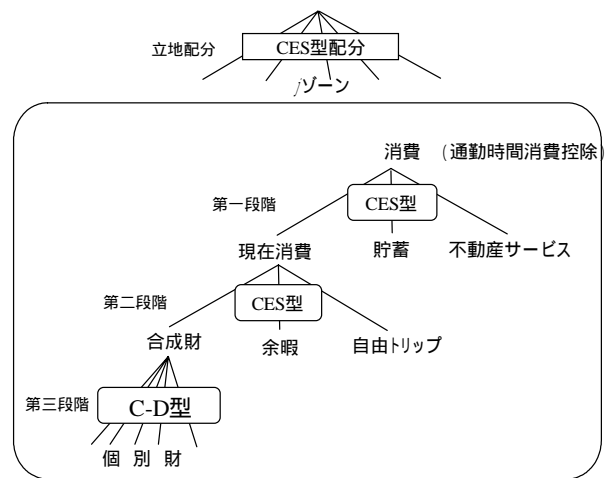 立地配分
CES型配分
jゾーン
消費 (通勤時間消費控除)
第一段階
CES型
現在消費 貯蓄 不動産サービス
第二段階
CES型
合成財 余暇 自由トリップ
第三段階
C-D型
個 別 財